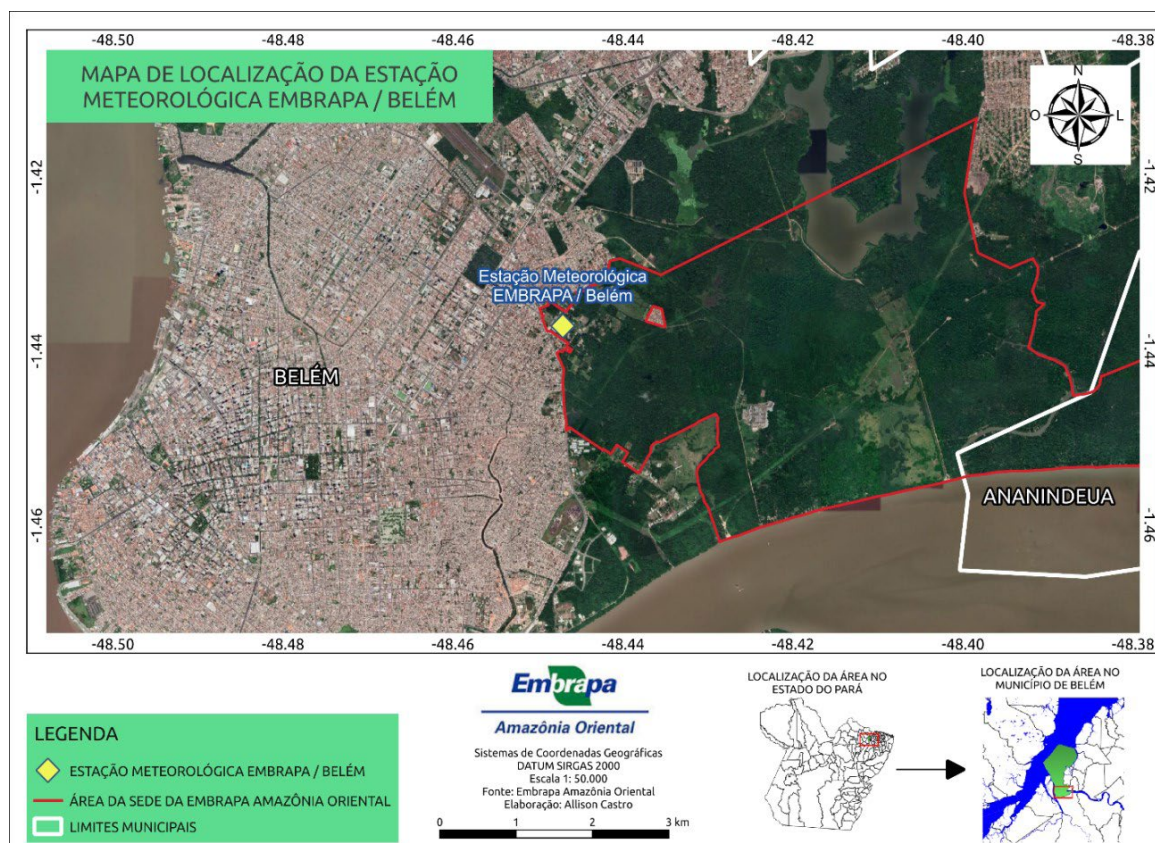 -48.50 -48.48 -48.46 -48.44 -48.42 -48.40 -48.38
MAPA DE LOCALIZAÇÃO DA ESTAÇÃO
METEOROLÓGICA EMBRAPA / BELÉM
N
O
L
S
-1.42
-1.42
Estação Meteorológica
EMBRAPA / Belém
-1.44
-1.44
BELÉM
ANANINDEUA
-1.46
-1.46
-48.50 -48.48 -48.46 -48.44 -48.42 -48.40 -48.38
LEGENDA
ESTAÇÃO METEOROLÓGICA EMBRAPA / BELÉM
ÁREA DA SEDE DA EMBRAPA AMAZÔNIA ORIENTAL
LIMITES MUNICIPAIS
Embrapa
Amazônia Oriental
Sistemas de Coordenadas Geográficas
DATUM SIRGAS 2000
Escala 1: 50.000
Fonte: Embrapa Amazônia Oriental
Elaboração: Allison Castro
0 1 2 3 km
LOCALIZAÇÃO DA ÁREA NO
ESTADO DO PARÁ
LOCALIZAÇÃO DA ÁREA NO
MUNICÍPIO DE BELÉM